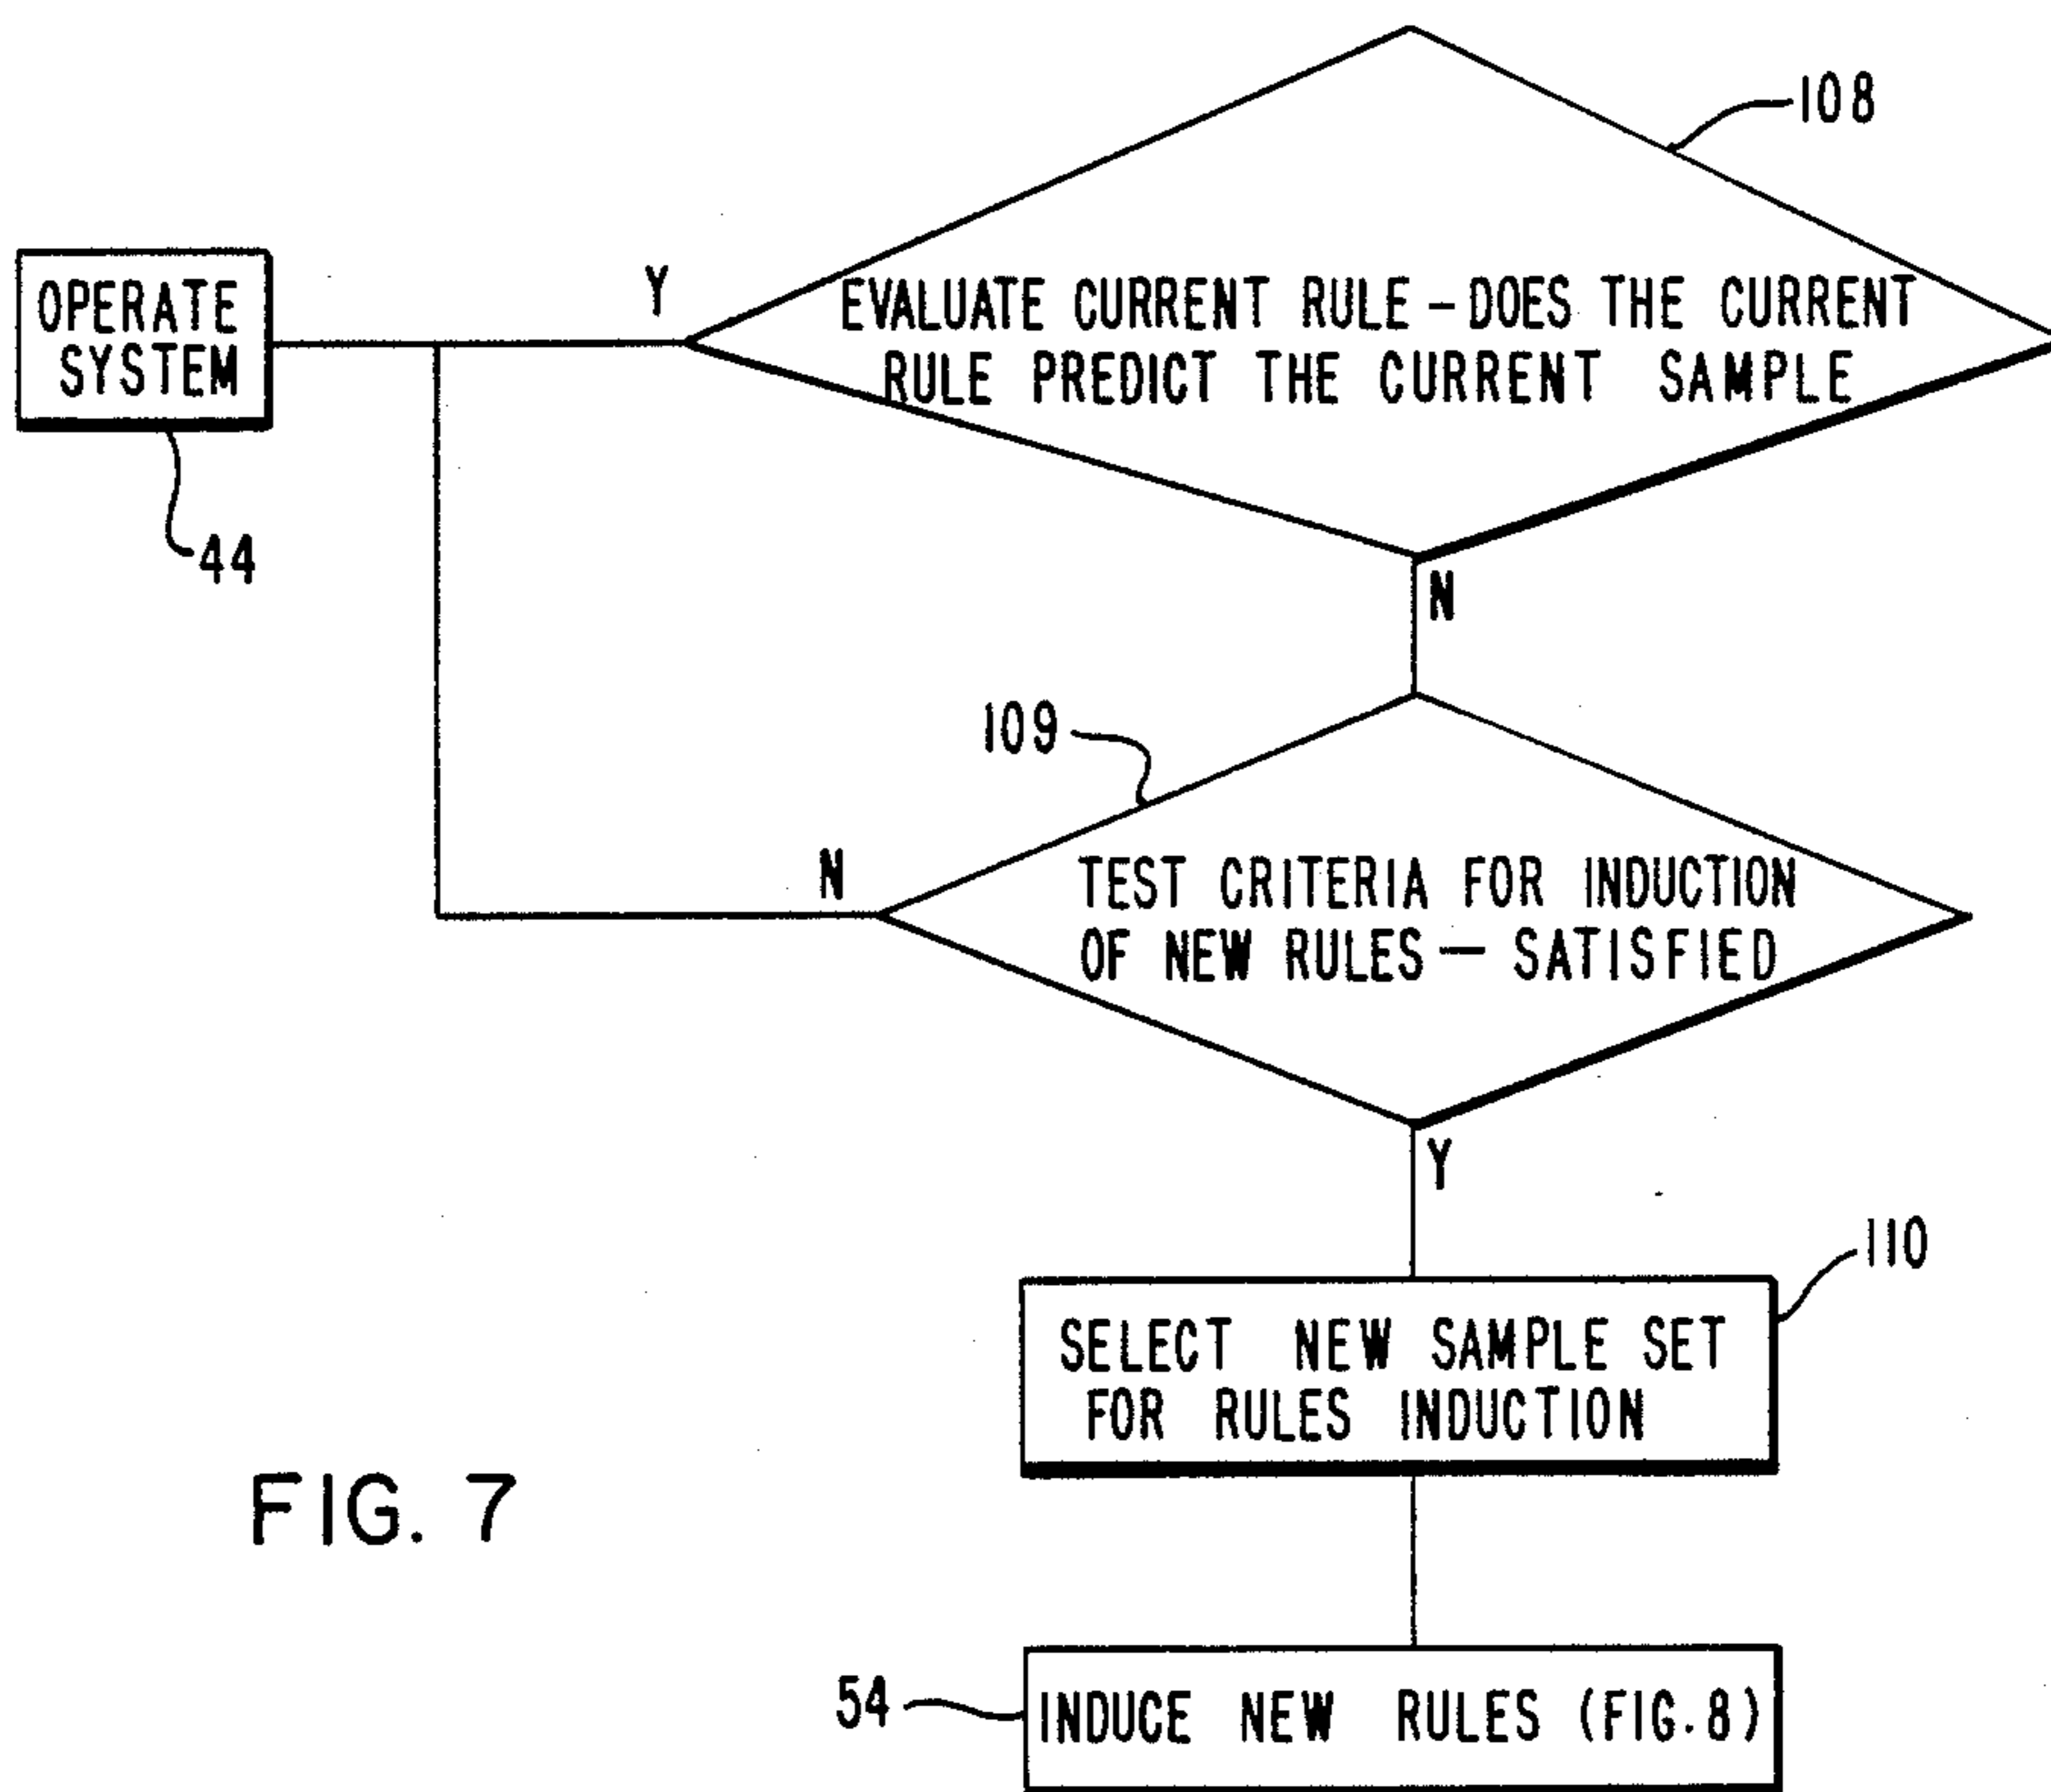 108
OPERATE
SYSTEM
44
Y
EVALUATE CURRENT RULE – DOES THE CURRENT
RULE PREDICT THE CURRENT SAMPLE
N
109
N
TEST CRITERIA FOR INDUCTION
OF NEW RULES — SATISFIED
Y
110
SELECT NEW SAMPLE SET
FOR RULES INDUCTION
FIG. 7
54
INDUCE NEW RULES (FIG.8)